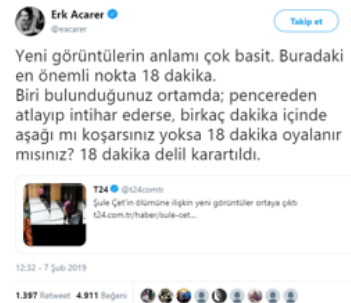 Erk Acarer
@eacarer
Takip et
Yeni görüntülerin anlamı çok basit. Buradaki
en önemli nokta 18 dakika.
Biri bulunduğunuz ortamda; pencereden
atlayıp intihar ederse, birkaç dakika içinde
aşağı mı koşarsınız yoksa 18 dakika oyalanır
mısınız? 18 dakika delil karartıldı.
T24 @t24comtr
Şule Çet'in ölümüne ilişkin yeni görüntüler ortaya çıktı
t24.com.tr/haber/sule-cet...
12:32 - 7 Şub 2019
1.397 Retweet 4.911 Beğeni